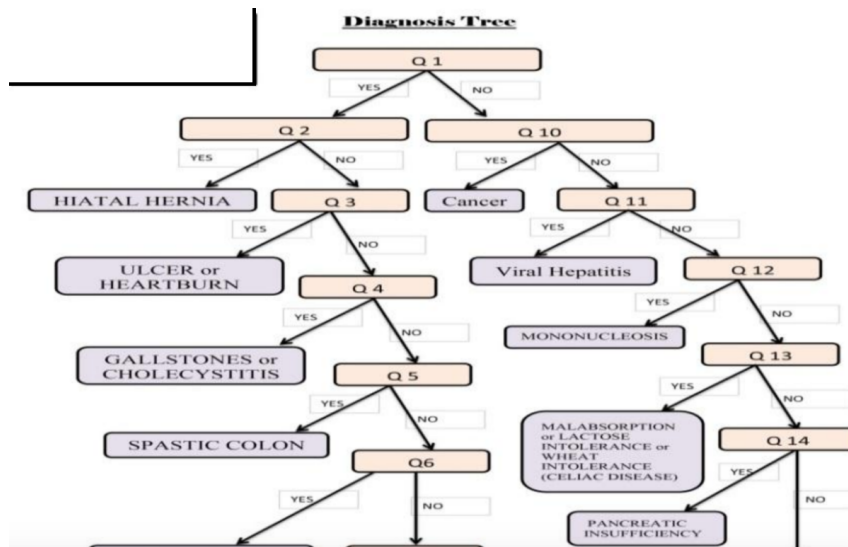 Diagnosis Tree
Q 1
YES
NO
Q 2
Q 10
YES
NO
YES
NO
HIATAL HERNIA
Q 3
Cancer
Q 11
YES
NO
YES
NO
ULCER or
HEARTBURN
Viral Hepatitis
Q 12
Q 4
YES
NO
YES
NO
MONONUCLEOSIS
GALLSTONES or
CHOLECYSTITIS
Q 5
Q 13
YES
NO
YES
NO
SPASTIC COLON
MALABSORPTION
or LACTOSE
INTOLERANCE or
WHEAT
INTOLERANCE
(CELIAC DISEASE)
Q 14
Q6
YES
NO
YES
NO
PANCREATIC
INSUFFICIENCY